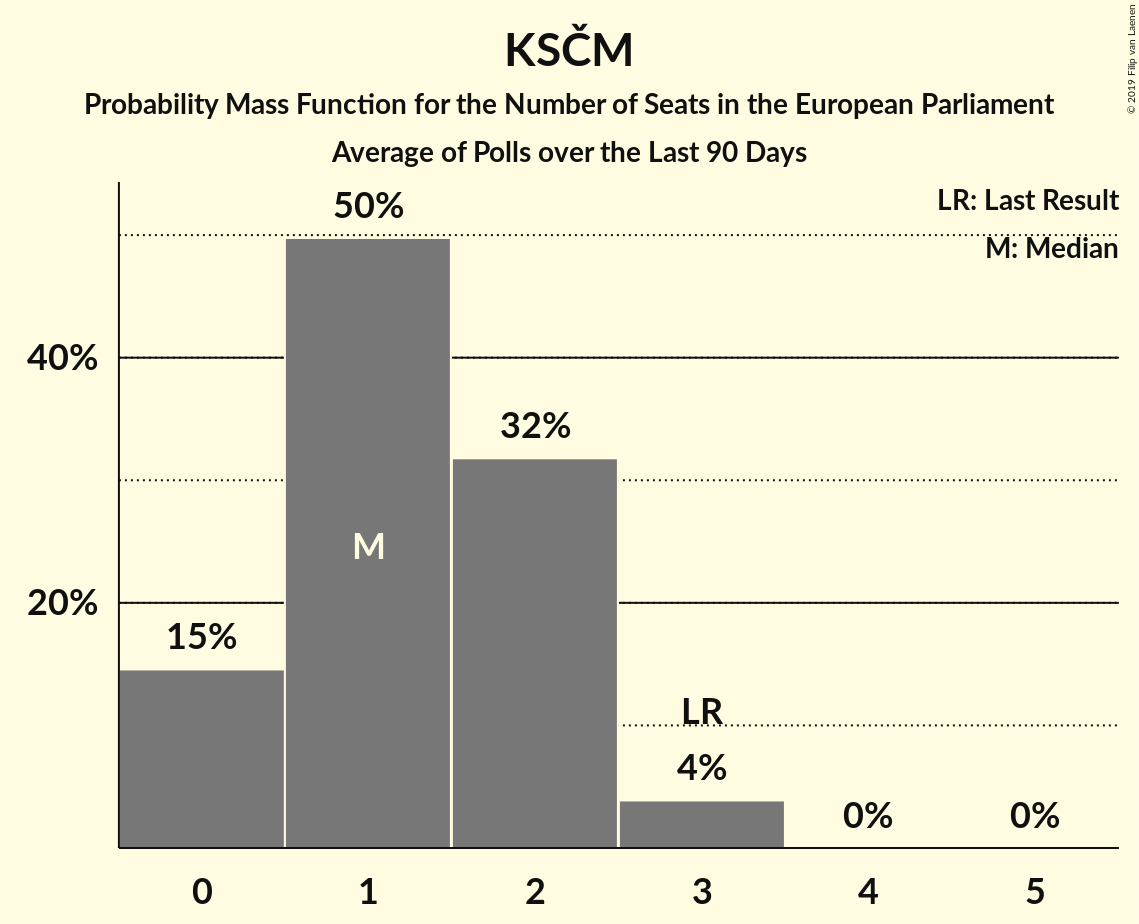 KSČM
Probability Mass Function for the Number of Seats in the European Parliament
Average of Polls over the Last 90 Days
© 2019 Filip van Laenen
LR: Last Result
M: Median
50%
40%
32%
M
20%
15%
LR
4%
0%
0%
0 1 2 3 4 5